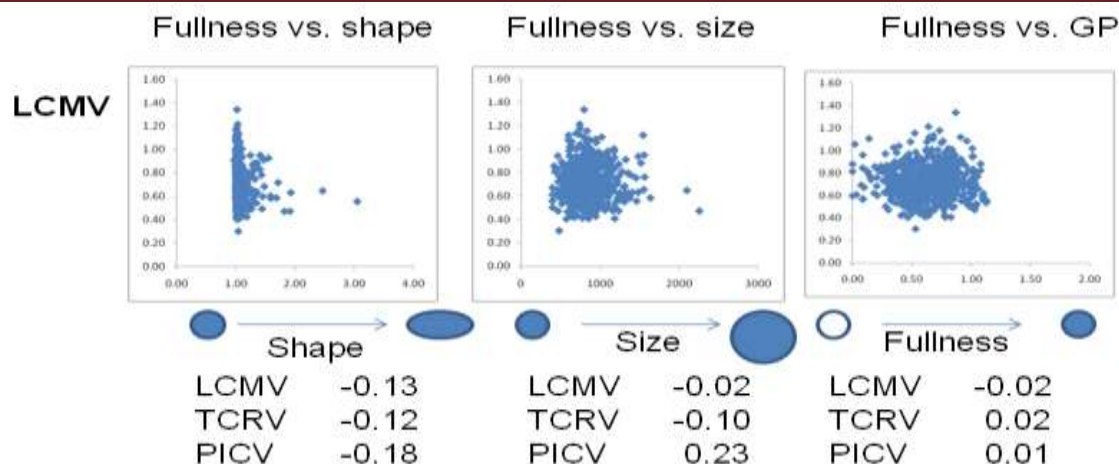 Fullness vs. shape
Fullness vs. size
Fullness vs. GP
LCMV
1.60
1.40
1.20
1.00
0.80
0.60
0.40
0.20
0.00
0.00 1.00 2.00 3.00 4.00
1.60
1.40
1.20
1.00
0.80
0.60
0.40
0.20
0.00
0 1000 2000 3000
1.60
1.40
1.20
1.00
0.80
0.60
0.40
0.20
0.00
0.00 0.50 1.00 2.00
Shape
Size
Fullness
LCMV -0.13
TCRV -0.12
PICV -0.18
LCMV -0.02
TCRV -0.10
PICV 0.23
LCMV -0.02
TCRV 0.02
PICV 0.01